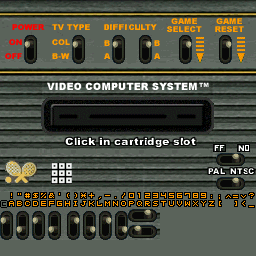 POWER TV TYPE DIFFICULTY GAME SELECT GAME RESET
ON COL B B
OFF B-W A A
VIDEO COMPUTER SYSTEM™
Click in cartridge slot
FF NO
PAL NTSC
!"#$%&'()*+,-./0123456789:;
@ABCDEFGHIJKLMNOPQRSTUVWXYZ[